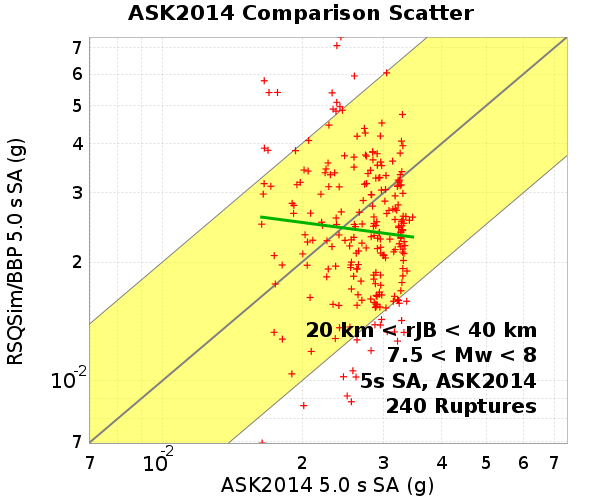 ASK2014 Comparison Scatter
RSQSim/BBP 5.0 s SA (g)
7
6
5
4
3
2
10-2
7
20 km < rJB < 40 km
7.5 < Mw < 8
5s SA, ASK2014
240 Ruptures
7 10-2 2 3 4 5 6 7
ASK2014 5.0 s SA (g)